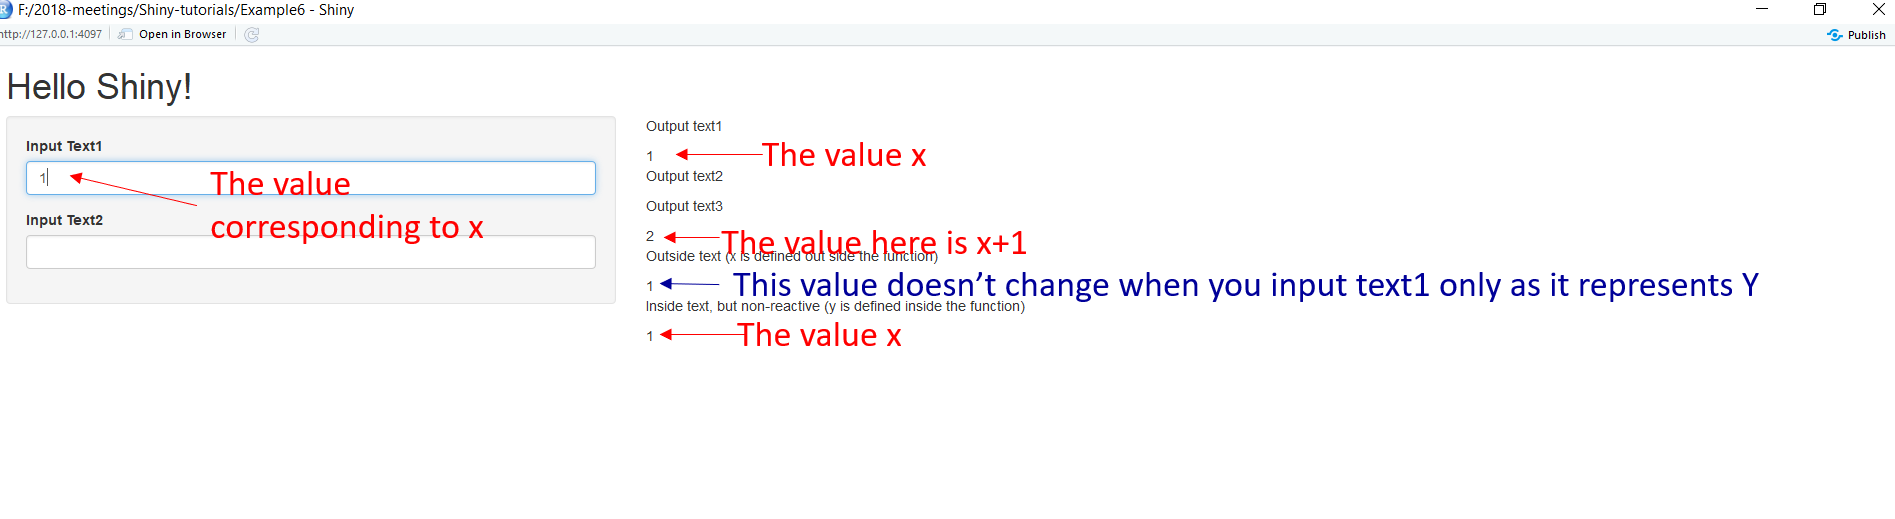 F:/2018-meetings/Shiny-tutorials/Example6 - Shiny
http://127.0.0.1:4097 Open in Browser Publish
Hello Shiny!
Input Text1
1
The value
corresponding to x
Input Text2
Output text1
1 The value x
Output text2
Output text3
2 The value here is x+1
Outside text (x is defined out side the function)
1 This value doesn't change when you input text1 only as it represents Y
Inside text, but non-reactive (y is defined inside the function)
1 The value x